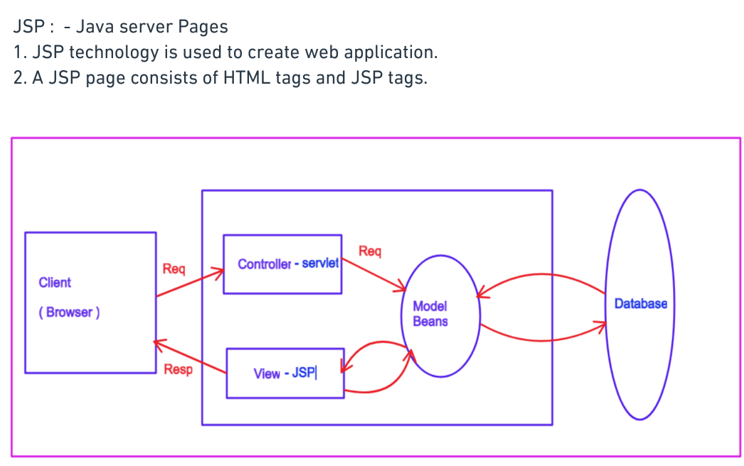 JSP :  - Java server Pages
1. JSP technology is used to create web application.
2. A JSP page consists of HTML tags and JSP tags.
Req
Controller - servlet
Req
Client
( Browser )
Model
Beans
Database
Resp
View - JSP